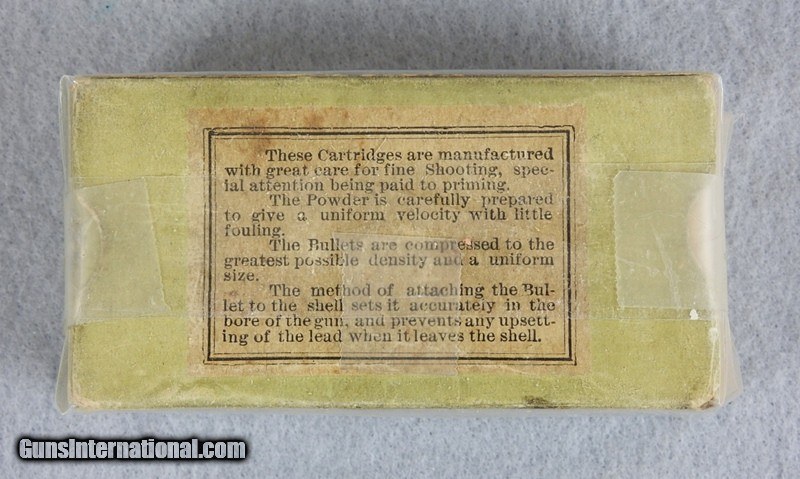 These Cartridges are manufactured
with great care for fine Shooting, spec-
ial attention being paid to priming.
The Powder is carefully prepared
to give a uniform velocity with little
fouling.
The Bullets are compressed to the
greatest possible density and a uniform
size.
The method of attaching the Bul-
let to the shell sets it accurately in the
bore of the gun, and prevents any upsett-
ing of the lead when it leaves the shell.
GunsInternational.com